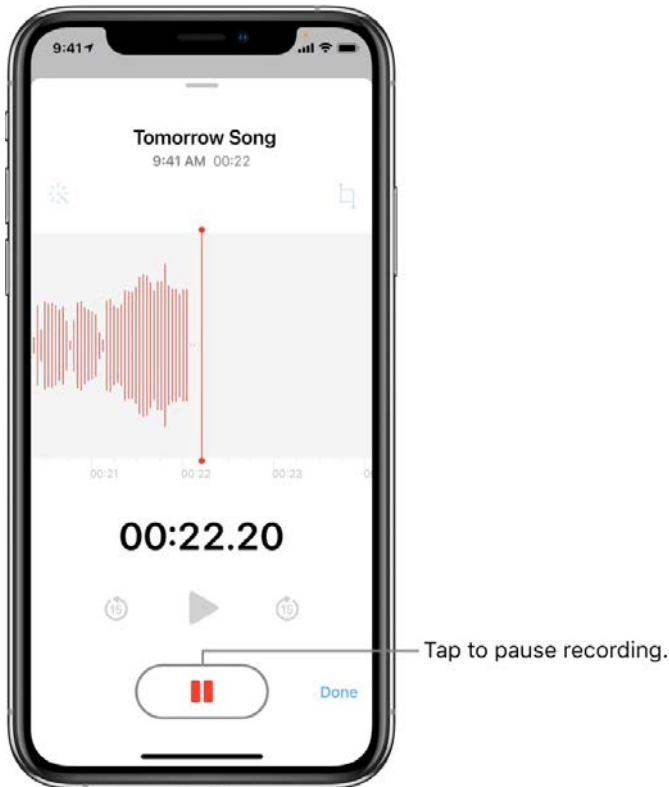 9:41
Tomorrow Song
9:41 AM 00:22
00:21 00:22 00:23
00:22.20
15 15
Tap to pause recording.
Done